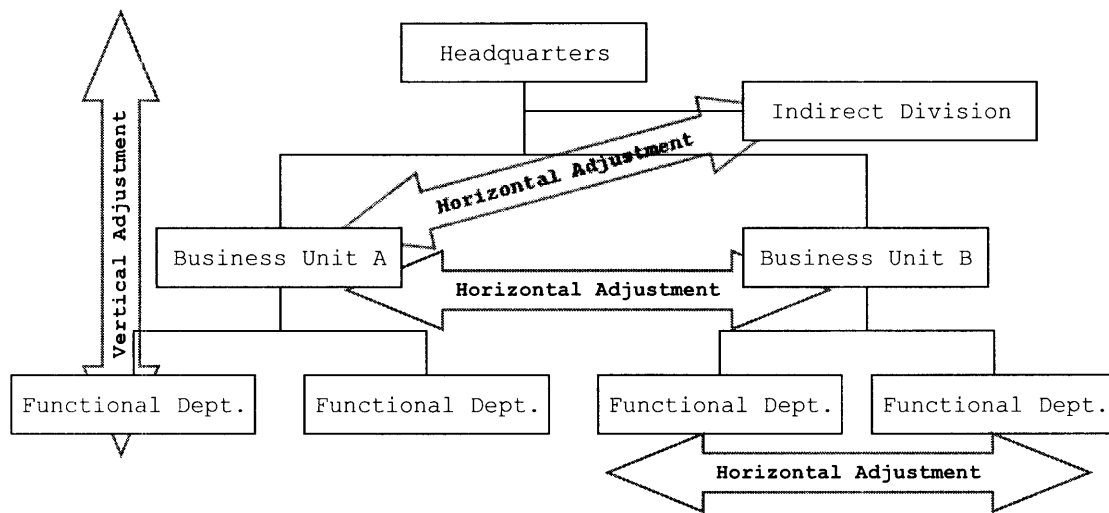 Headquarters
Indirect Division
Horizontal Adjustment
Vertical Adjustment
Business Unit A
Business Unit B
Horizontal Adjustment
Functional Dept.
Functional Dept.
Functional Dept.
Functional Dept.
Horizontal Adjustment